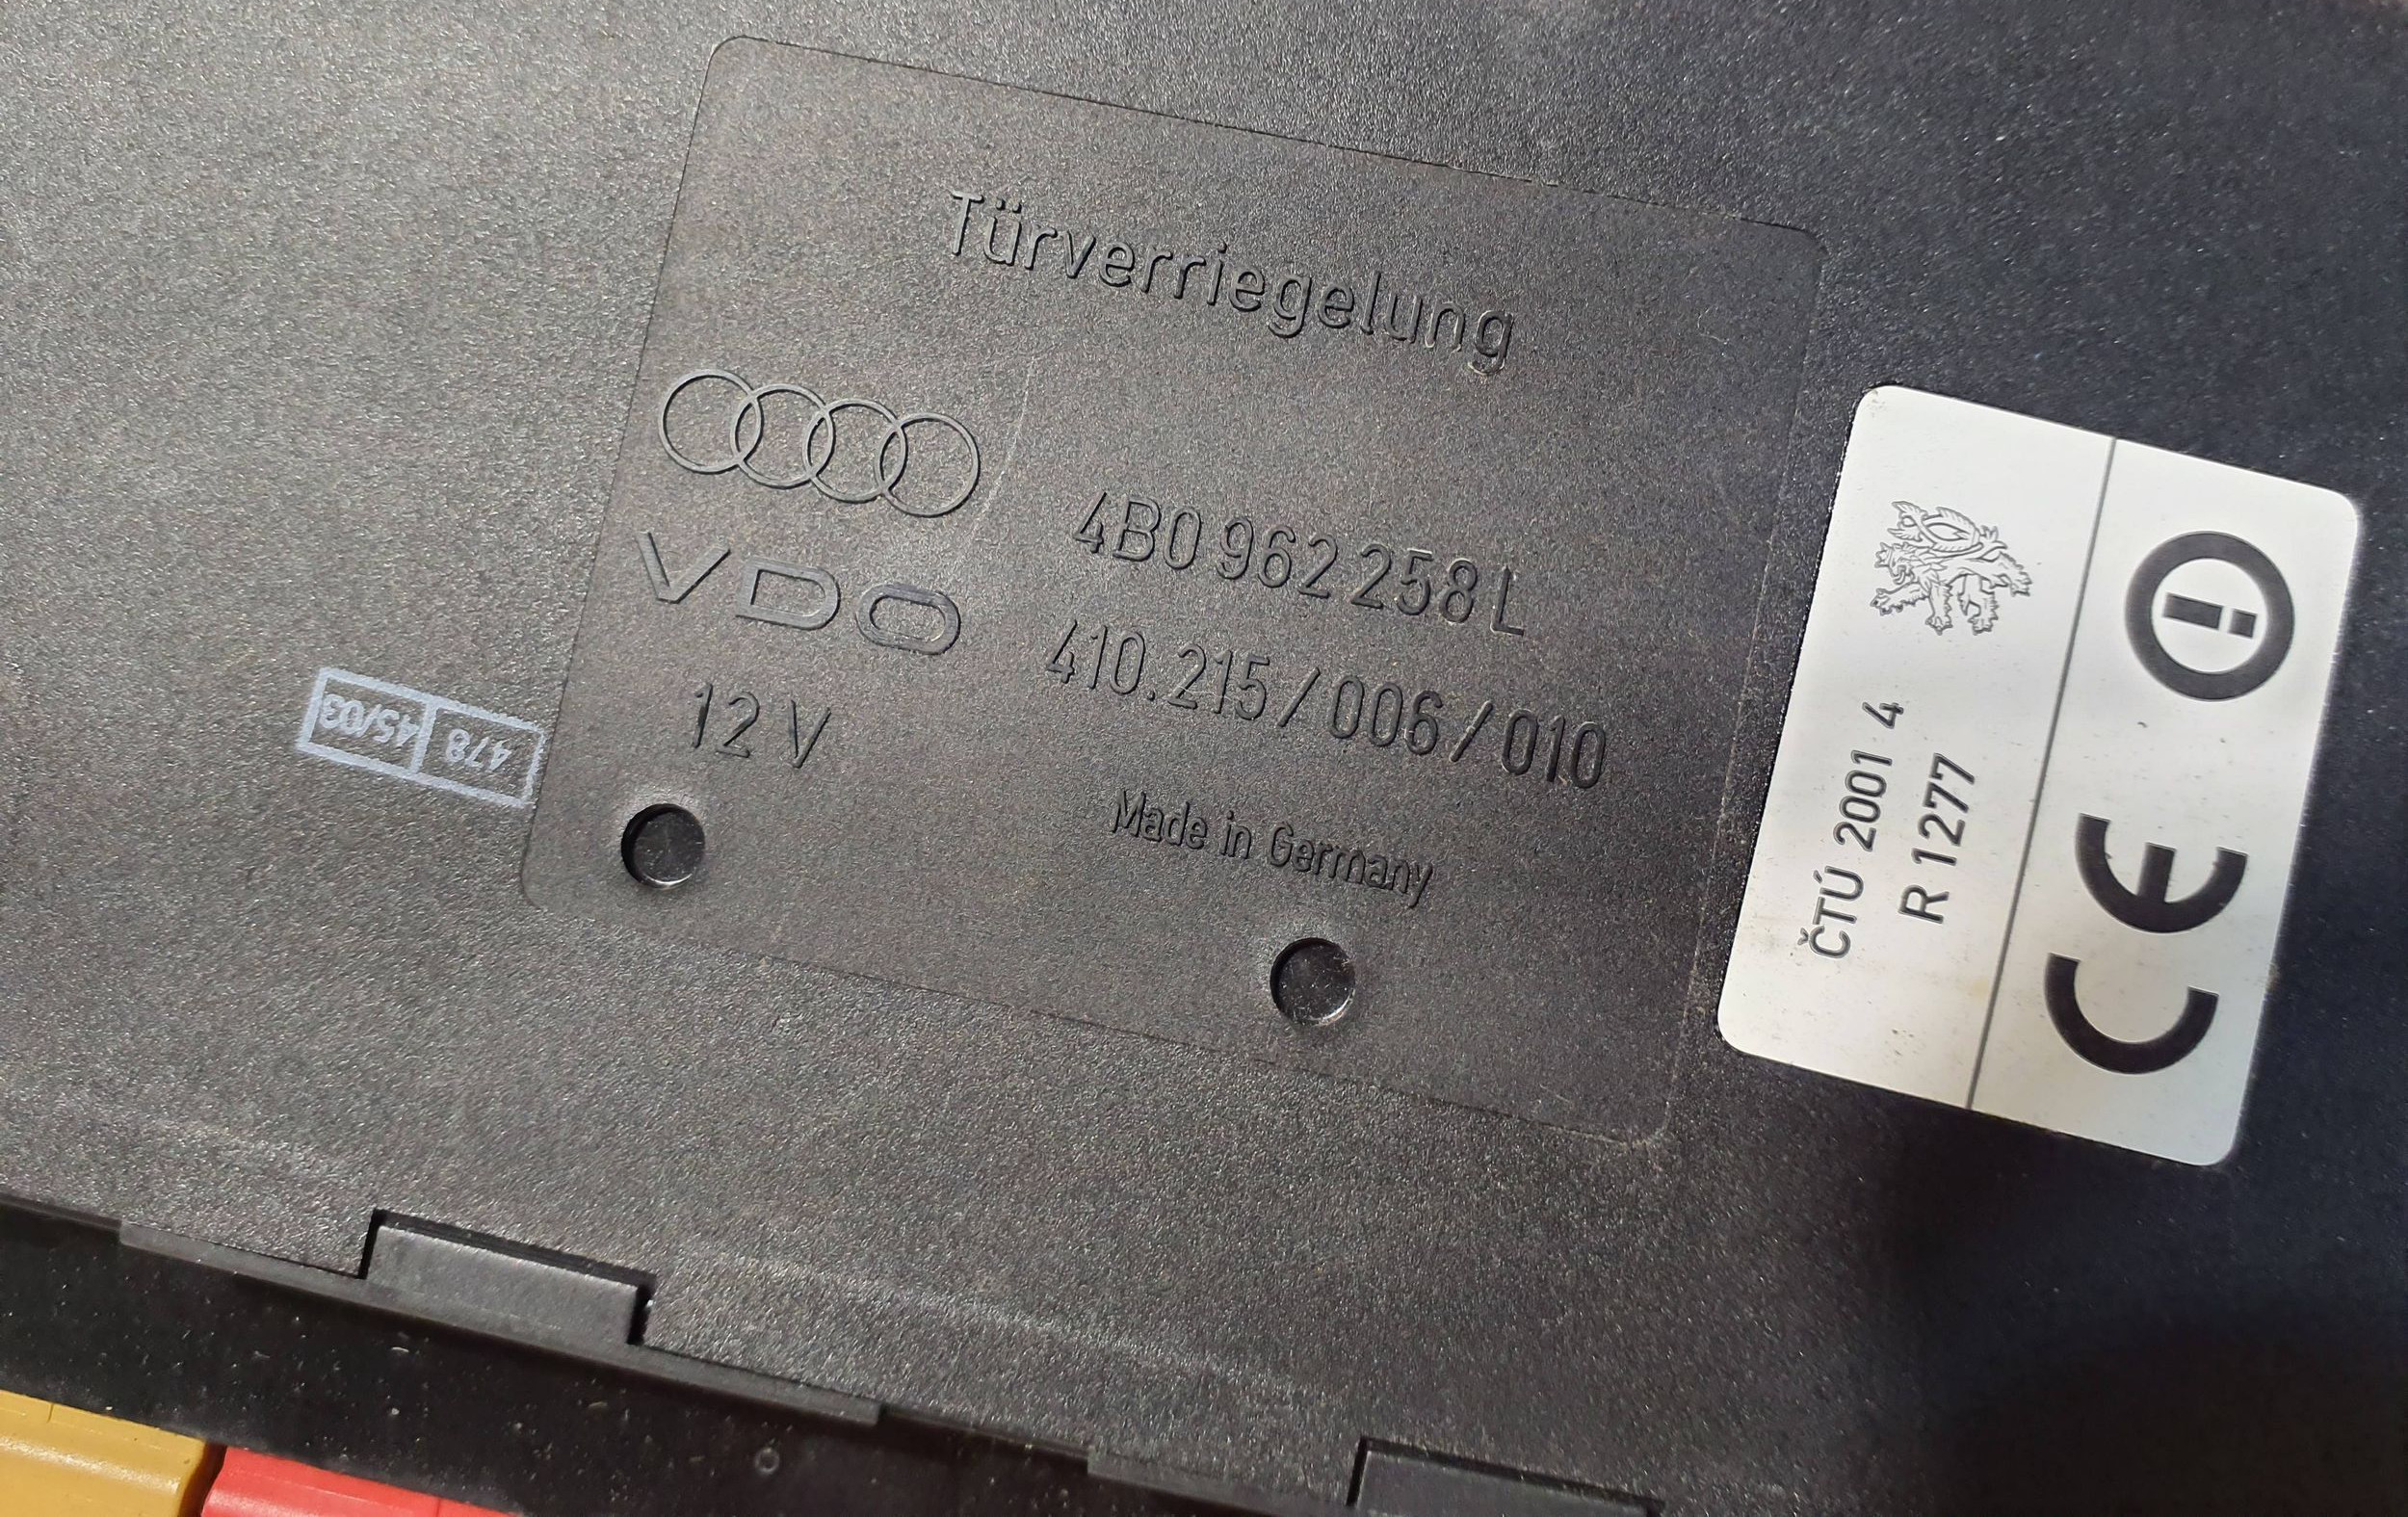 Türverriegelung
4B0 962 258 L
VDO
410.215/006/010
12 V
Made in Germany
478
45/03
ČTÚ 2001 4
R 1277
CE